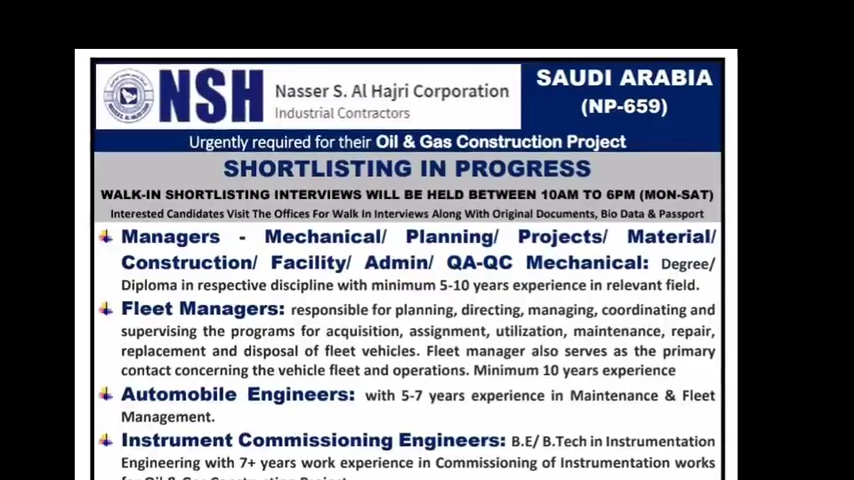 NSH Nasser S. Al Hajri Corporation
Industrial Contractors
SAUDI ARABIA
(NP-659)
Urgently required for their Oil & Gas Construction Project
SHORTLISTING IN PROGRESS
WALK-IN SHORTLISTING INTERVIEWS WILL BE HELD BETWEEN 10AM TO 6PM (MON-SAT)
Interested Candidates Visit The Offices For Walk In Interviews Along With Original Documents, Bio Data & Passport
Managers - Mechanical/ Planning/ Projects/ Material/
Construction/ Facility/ Admin/ QA-QC Mechanical: Degree/
Diploma in respective discipline with minimum 5-10 years experience in relevant field.
Fleet Managers: responsible for planning, directing, managing, coordinating and
supervising the programs for acquisition, assignment, utilization, maintenance, repair,
replacement and disposal of fleet vehicles. Fleet manager also serves as the primary
contact concerning the vehicle fleet and operations. Minimum 10 years experience
Automobile Engineers: with 5-7 years experience in Maintenance & Fleet
Management.
Instrument Commissioning Engineers: B.E/ B.Tech in Instrumentation
Engineering with 7+ years work experience in Commissioning of Instrumentation works
for Oil & Gas Construction Project